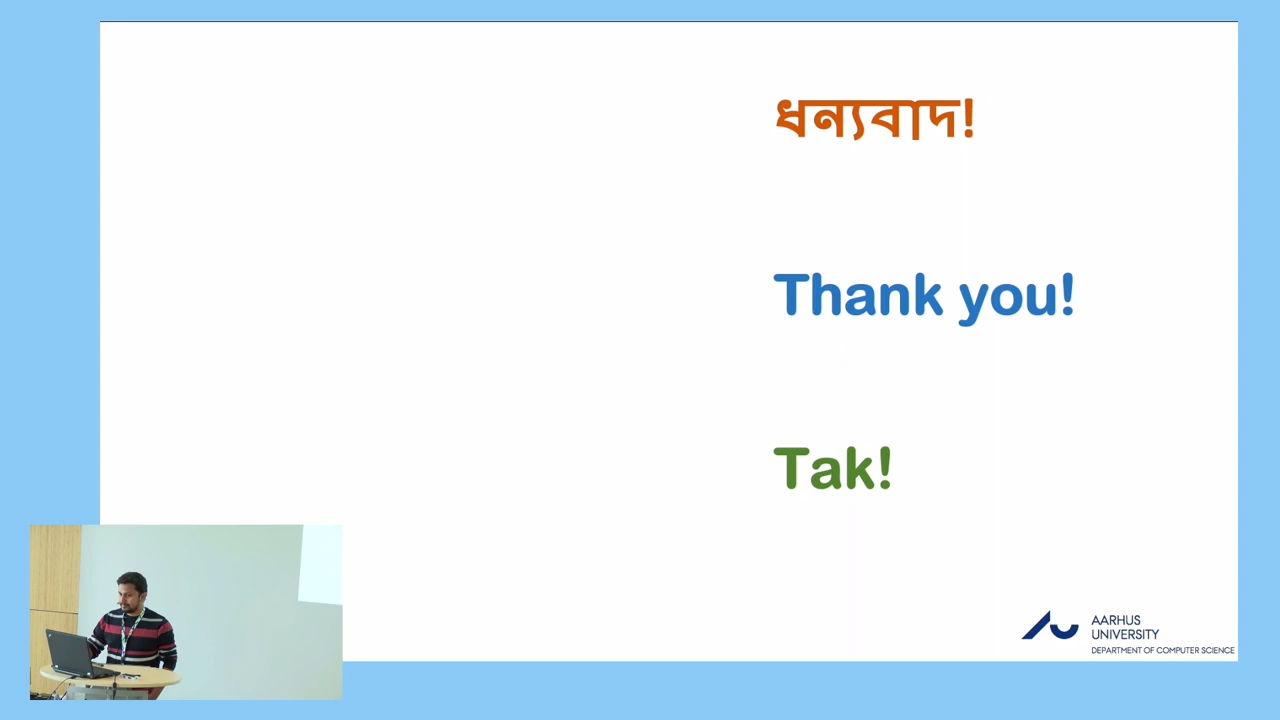 ধন্যবাদ!
Thank you!
Tak!
AARHUS
UNIVERSITY
DEPARTMENT OF COMPUTER SCIENCE